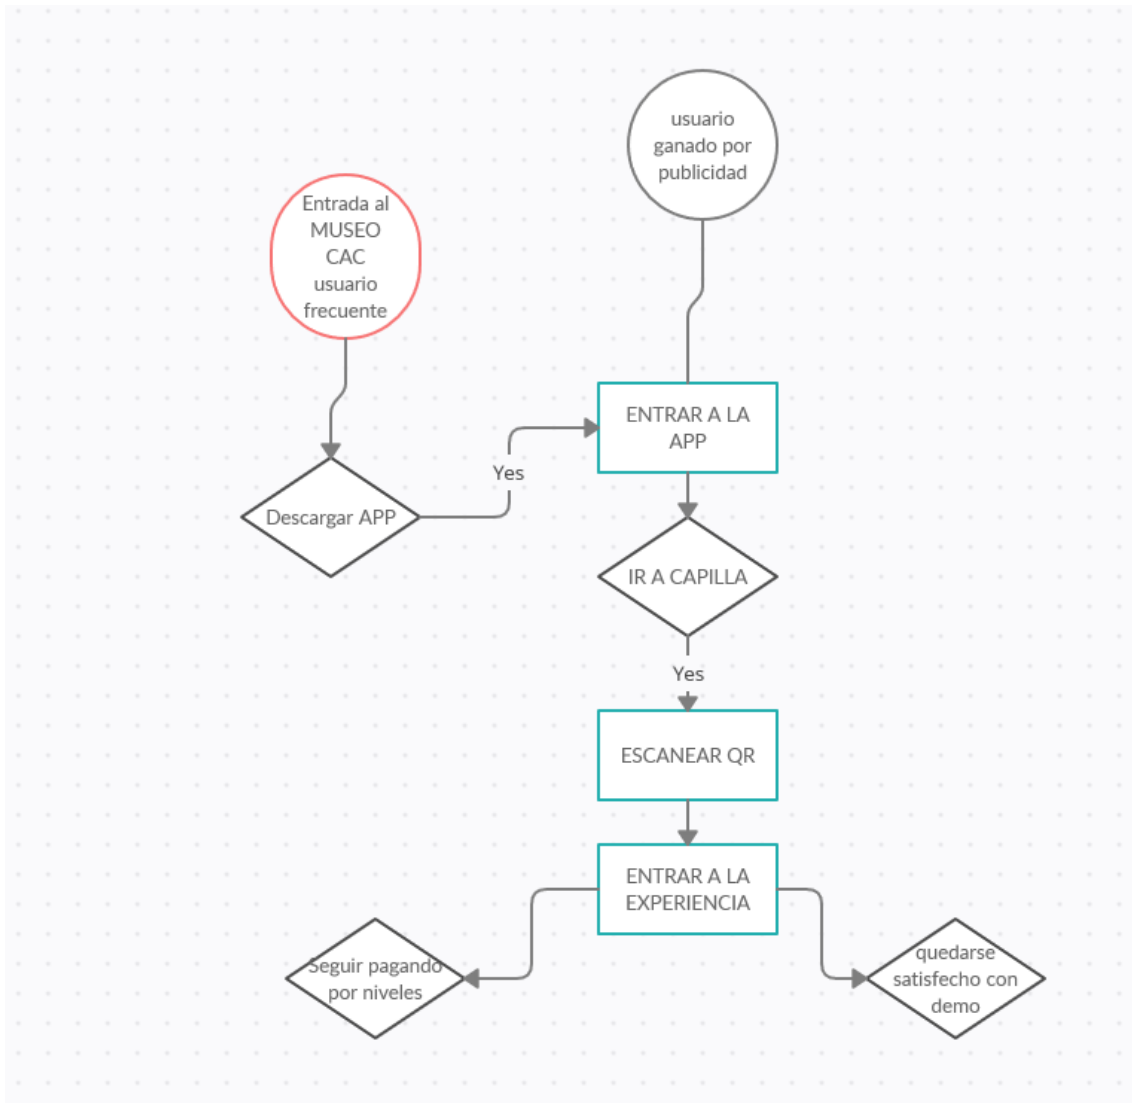 usuario
ganado por
publicidad
Entrada al
MUSEO
CAC
usuario
frecuente
ENTRAR A LA
APP
Yes
Descargar APP
IR A CAPILLA
Yes
ESCANEAR QR
ENTRAR A LA
EXPERIENCIA
Seguir pagando
por niveles
quedarse
satisfecho con
demo